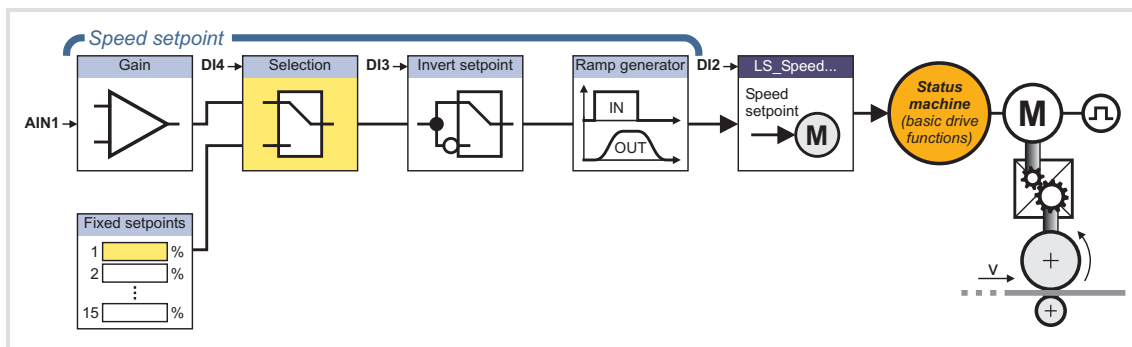 Speed setpoint
Gain
DI4
Selection
DI3
Invert setpoint
Ramp generator
DI2
LS_Speed...
AIN1
IN
OUT
Speed
setpoint
M
Status
machine
(basic drive
functions)
M
Fixed setpoints
1 %
2 %
15 %
V